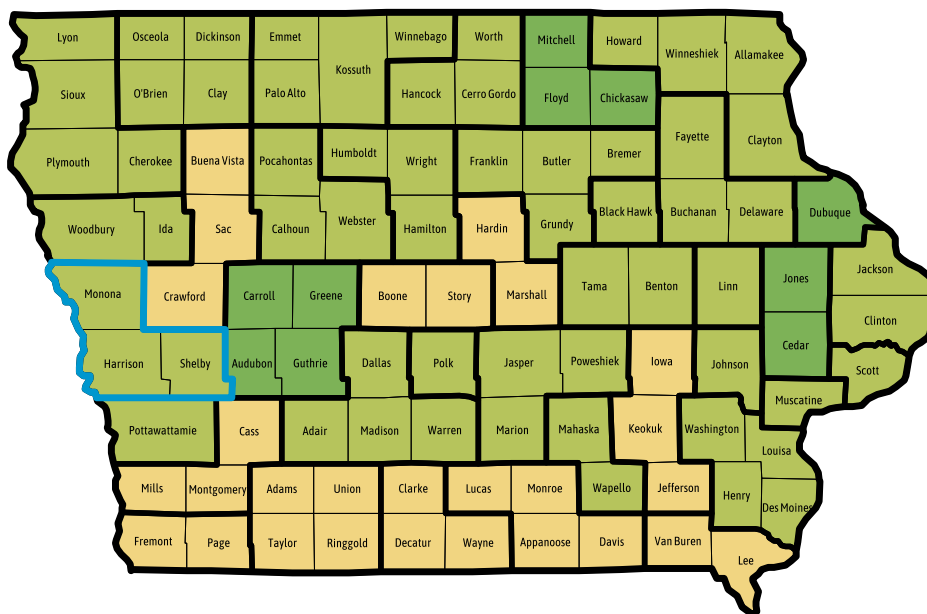 Lyon
Osceola
Dickinson
Emmet
Kossuth
Winnebago
Worth
Mitchell
Howard
Winneshiek
Allamakee
Sioux
O'Brien
Clay
Palo Alto
Hancock
Cerro Gordo
Floyd
Chickasaw
Fayette
Clayton
Plymouth
Cherokee
Buena Vista
Pocahontas
Humboldt
Wright
Franklin
Butler
Bremer
Woodbury
Ida
Sac
Calhoun
Webster
Hamilton
Hardin
Grundy
Black Hawk
Buchanan
Delaware
Dubuque
Monona
Crawford
Carroll
Greene
Boone
Story
Marshall
Tama
Benton
Linn
Jones
Jackson
Clinton
Harrison
Shelby
Audubon
Guthrie
Dallas
Polk
Jasper
Poweshiek
Iowa
Johnson
Cedar
Scott
Muscatine
Pottawattamie
Cass
Adair
Madison
Warren
Marion
Mahaska
Keokuk
Washington
Louisa
Mills
Montgomery
Adams
Union
Clarke
Lucas
Monroe
Wapello
Jefferson
Henry
Des Moines
Fremont
Page
Taylor
Ringgold
Decatur
Wayne
Appanoose
Davis
Van Buren
Lee